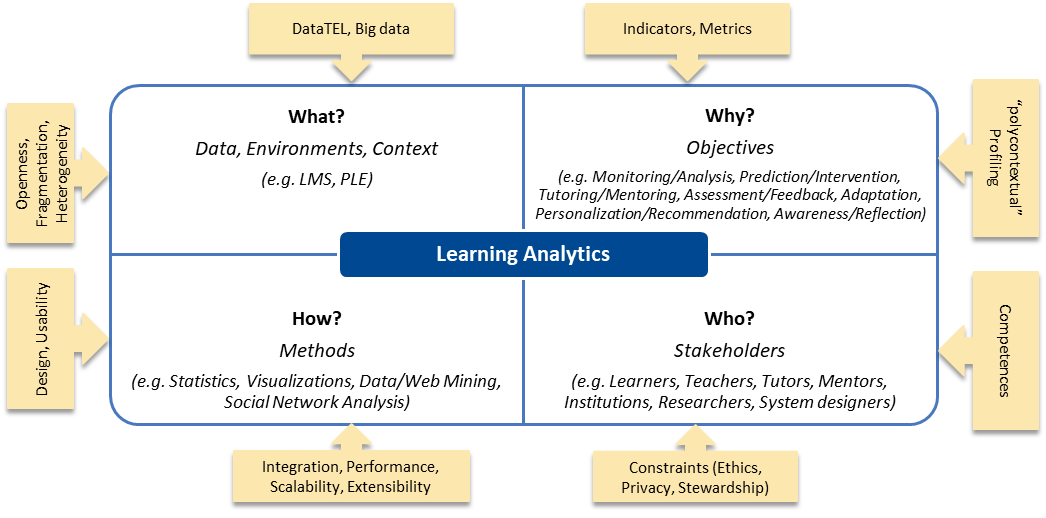 DataTEL, Big data
Indicators, Metrics
Openness,
Fragmentation,
Heterogeneity
What?
Data, Environments, Context
(e.g. LMS, PLE)
Why?
Objectives
(e.g. Monitoring/Analysis, Prediction/Intervention,
Tutoring/Mentoring, Assessment/Feedback, Adaptation,
Personalization/Recommendation, Awareness/Reflection)
“polycontextual”
Profiling
Learning Analytics
Design, Usability
How?
Methods
(e.g. Statistics, Visualizations, Data/Web Mining,
Social Network Analysis)
Who?
Stakeholders
(e.g. Learners, Teachers, Tutors, Mentors,
Institutions, Researchers, System designers)
Competences
Integration, Performance,
Scalability, Extensibility
Constraints (Ethics,
Privacy, Stewardship)